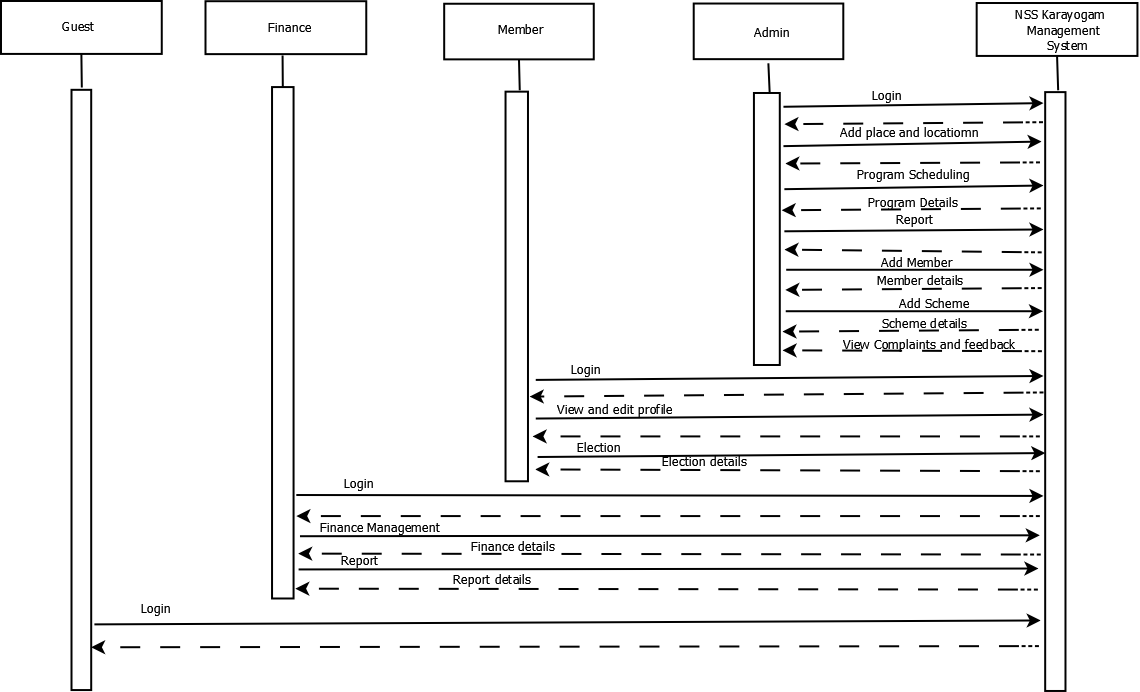 Guest
Finance
Member
Admin
NSS Karayogam
Management
System
Login
Add place and locatiomn
Program Scheduling
Program Details
Report
Add Member
Member details
Add Scheme
Scheme details
View Complaints and feedback
Login
View and edit profile
Election
Election details
Login
Finance Management
Finance details
Report
Report details
Login